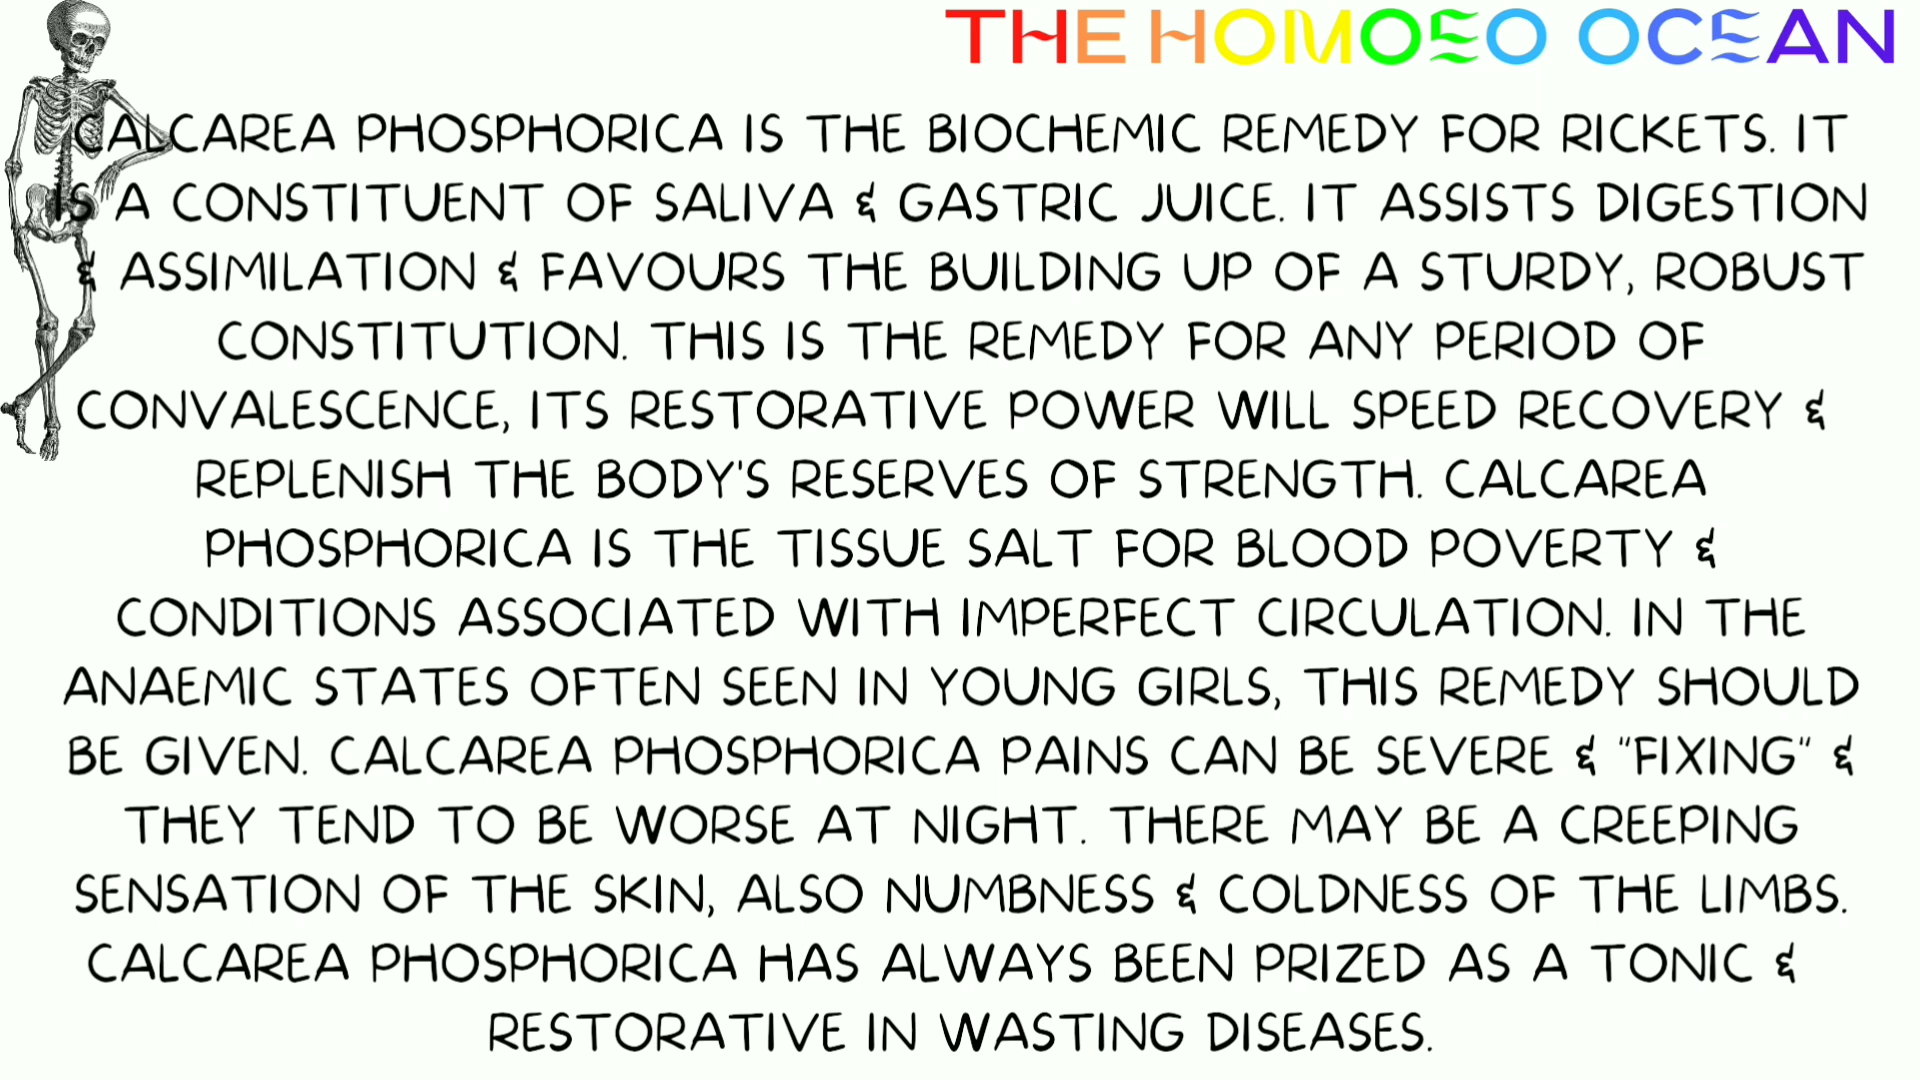 THE HOMOEO OCEAN
CALCAREA PHOSPHORICA IS THE BIOCHEMIC REMEDY FOR RICKETS. IT
IS A CONSTITUENT OF SALIVA & GASTRIC JUICE. IT ASSISTS DIGESTION
& ASSIMILATION & FAVOURS THE BUILDING UP OF A STURDY, ROBUST
CONSTITUTION. THIS IS THE REMEDY FOR ANY PERIOD OF
CONVALESCENCE, ITS RESTORATIVE POWER WILL SPEED RECOVERY &
REPLENISH THE BODY'S RESERVES OF STRENGTH. CALCAREA
PHOSPHORICA IS THE TISSUE SALT FOR BLOOD POVERTY &
CONDITIONS ASSOCIATED WITH IMPERFECT CIRCULATION. IN THE
ANAEMIC STATES OFTEN SEEN IN YOUNG GIRLS, THIS REMEDY SHOULD
BE GIVEN. CALCAREA PHOSPHORICA PAINS CAN BE SEVERE & "FIXING" &
THEY TEND TO BE WORSE AT NIGHT. THERE MAY BE A CREEPING
SENSATION OF THE SKIN, ALSO NUMBNESS & COLDNESS OF THE LIMBS.
CALCAREA PHOSPHORICA HAS ALWAYS BEEN PRIZED AS A TONIC &
RESTORATIVE IN WASTING DISEASES.